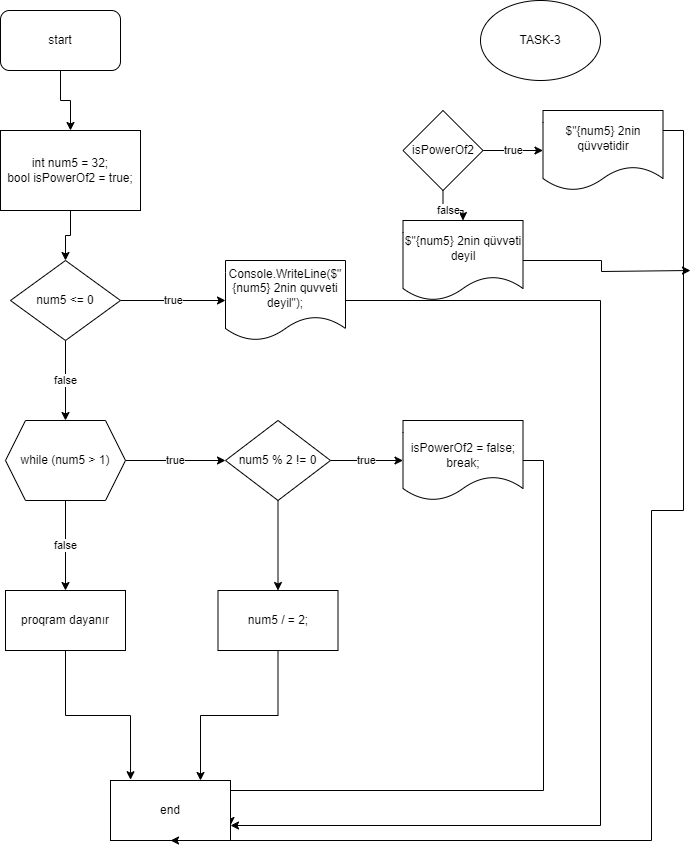 start
TASK-3
int num5 = 32;
bool isPowerOf2 = true;
isPowerOf2
true
$"{num5} 2nin
qüvvətidir
false
$"{num5} 2nin qüvvəti
deyil
num5 <= 0
true
Console.WriteLine($"
{num5} 2nin quvveti
deyil");
false
while (num5 > 1)
true
num5 % 2 != 0
true
isPowerOf2 = false;
break;
false
proqram dayanır
num5 / = 2;
end